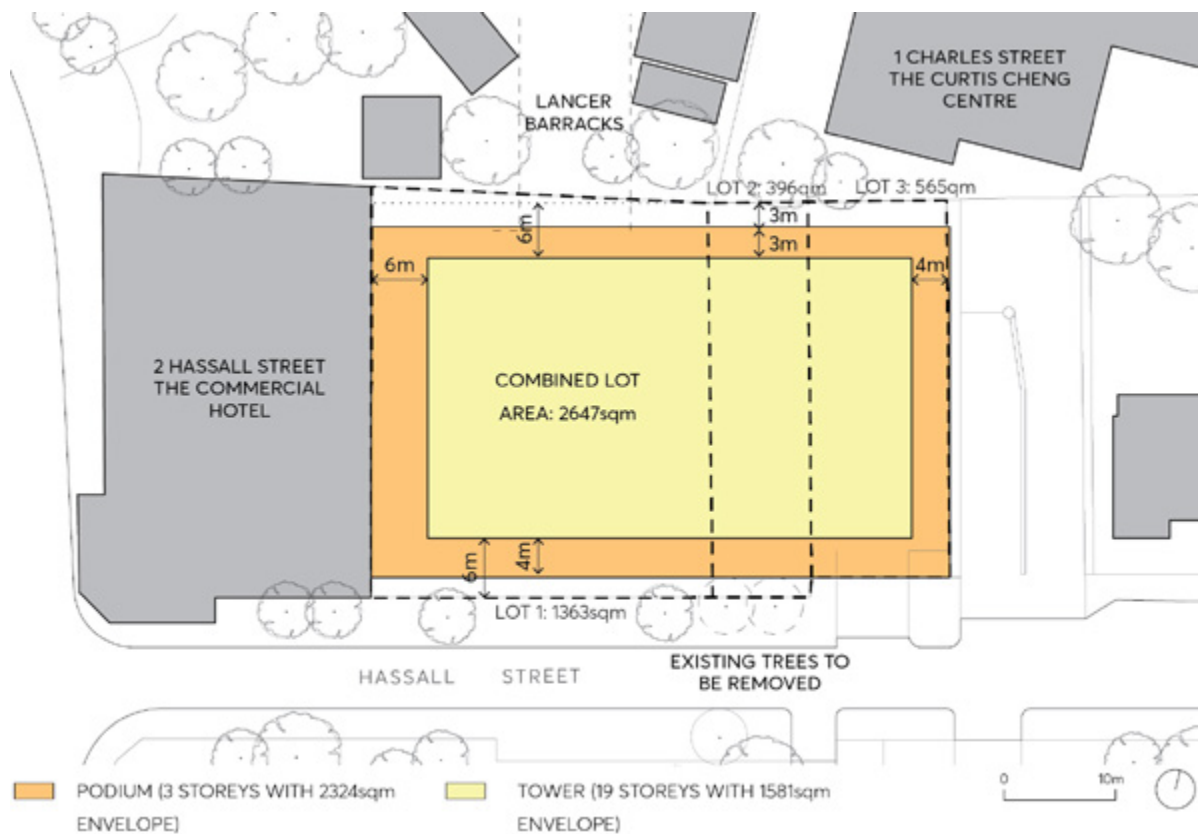 1 CHARLES STREET
THE CURTIS CHENG
CENTRE
LANCER
BARRACKS
LOT 2: 396qm
LOT 3: 565qm
3m
6m
3m
6m
4m
2 HASSALL STREET
THE COMMERCIAL
HOTEL
COMBINED LOT
AREA: 2647sqm
6m
4m
LOT 1: 1363sqm
HASSALL STREET
EXISTING TREES TO
BE REMOVED
PODIUM (3 STOREYS WITH 2324sqm
ENVELOPE)
TOWER (19 STOREYS WITH 1581sqm
ENVELOPE)
0
10m